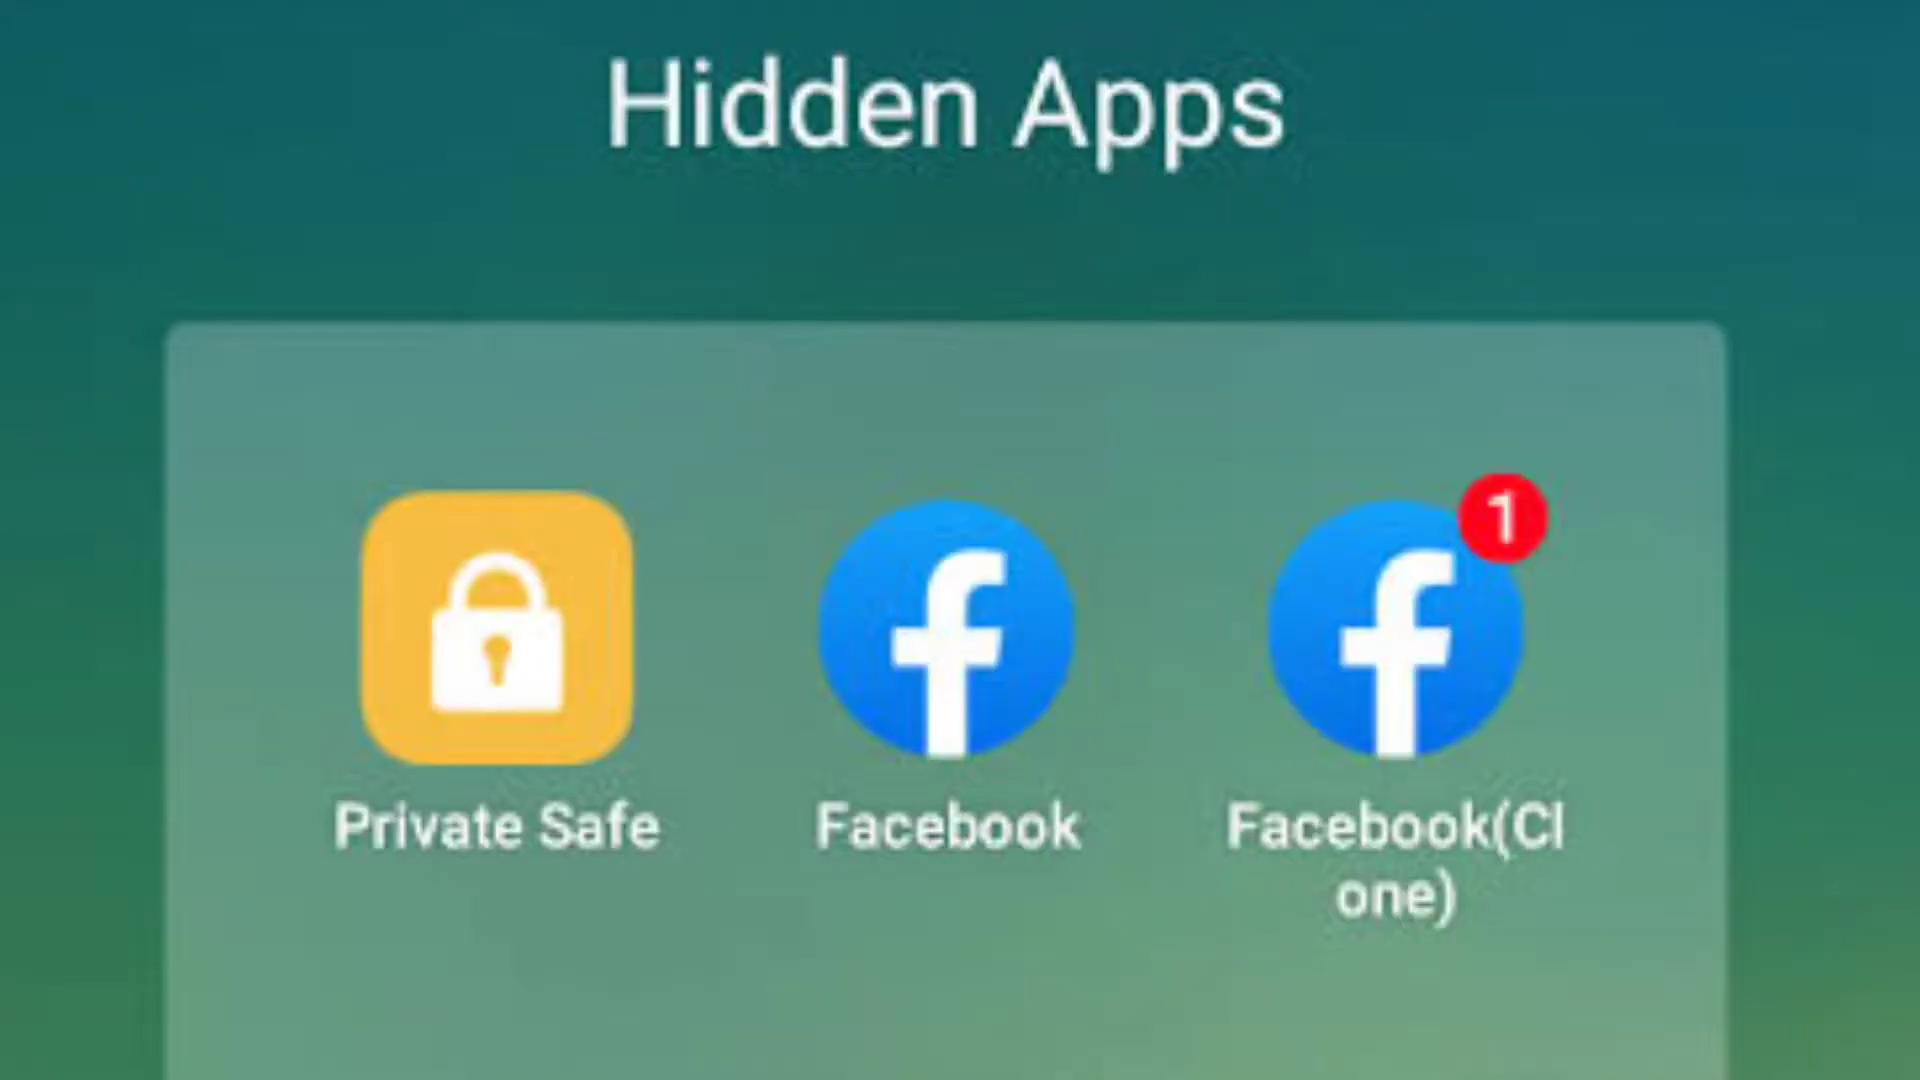 Hidden Apps
1
Private Safe
Facebook
Facebook(Cl
one)